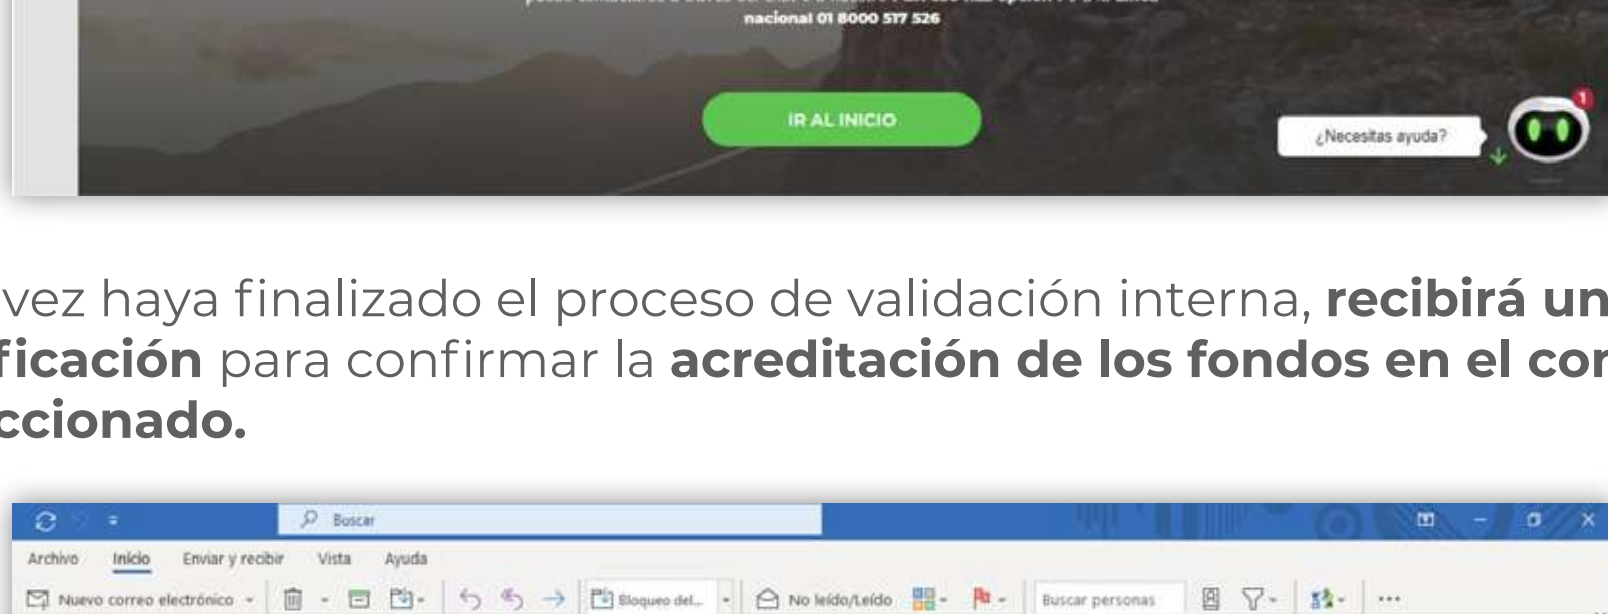 nacional 01 8000 517 526
IR AL INICIO
1
¿Necesitas ayuda?
vez haya finalizado el proceso de validación interna, recibirá un
ficación para confirmar la acreditación de los fondos en el cor
ccionado.
Buscar
Archivo Inicio Enviar y recibir Vista Ayuda
Nuevo correo electrónico Bloqueo del... No leído/Leído Buscar personas ...